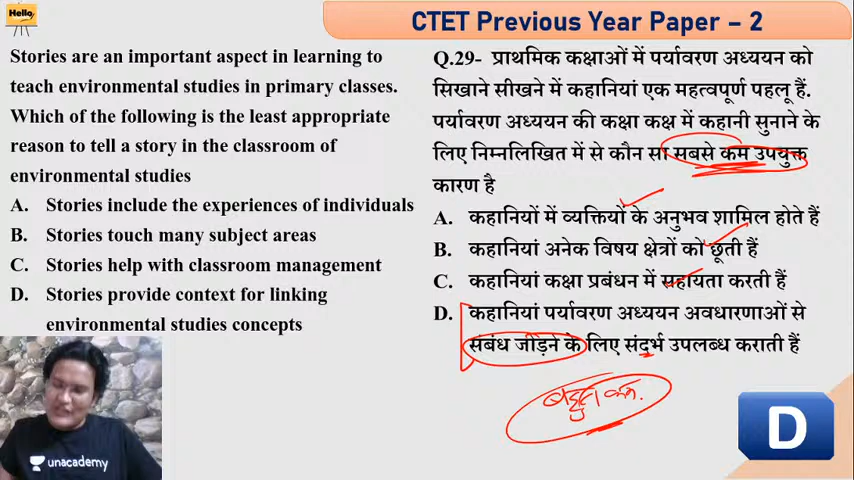 Hello
CTET Previous Year Paper – 2
Stories are an important aspect in learning to
teach environmental studies in primary classes.
Which of the following is the least appropriate
reason to tell a story in the classroom of
environmental studies
A. Stories include the experiences of individuals
B. Stories touch many subject areas
C. Stories help with classroom management
D. Stories provide context for linking
environmental studies concepts
Q.29- प्राथमिक कक्षाओं में पर्यावरण अध्ययन को
सिखाने सीखने में कहानियां एक महत्वपूर्ण पहलू हैं.
पर्यावरण अध्ययन की कक्षा कक्ष में कहानी सुनाने के
लिए निम्नलिखित में से कौन सा सबसे कम उपयुक्त
कारण है
A. कहानियों में व्यक्तियों के अनुभव शामिल होते हैं
B. कहानियां अनेक विषय क्षेत्रों को छूती हैं
C. कहानियां कक्षा प्रबंधन में सहायता करती हैं
D. कहानियां पर्यावरण अध्ययन अवधारणाओं से
संबंध जोड़ने के लिए संदर्भ उपलब्ध कराती हैं
कम.
D
unacademy